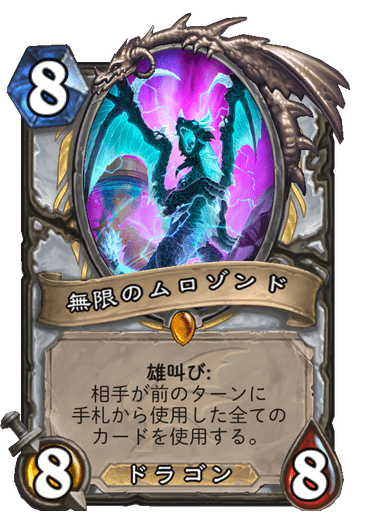 8
無限のムロゾンド
雄叫び:
相手が前のターンに
手札から使用した全ての
カードを使用する。
8
ドラゴン
8